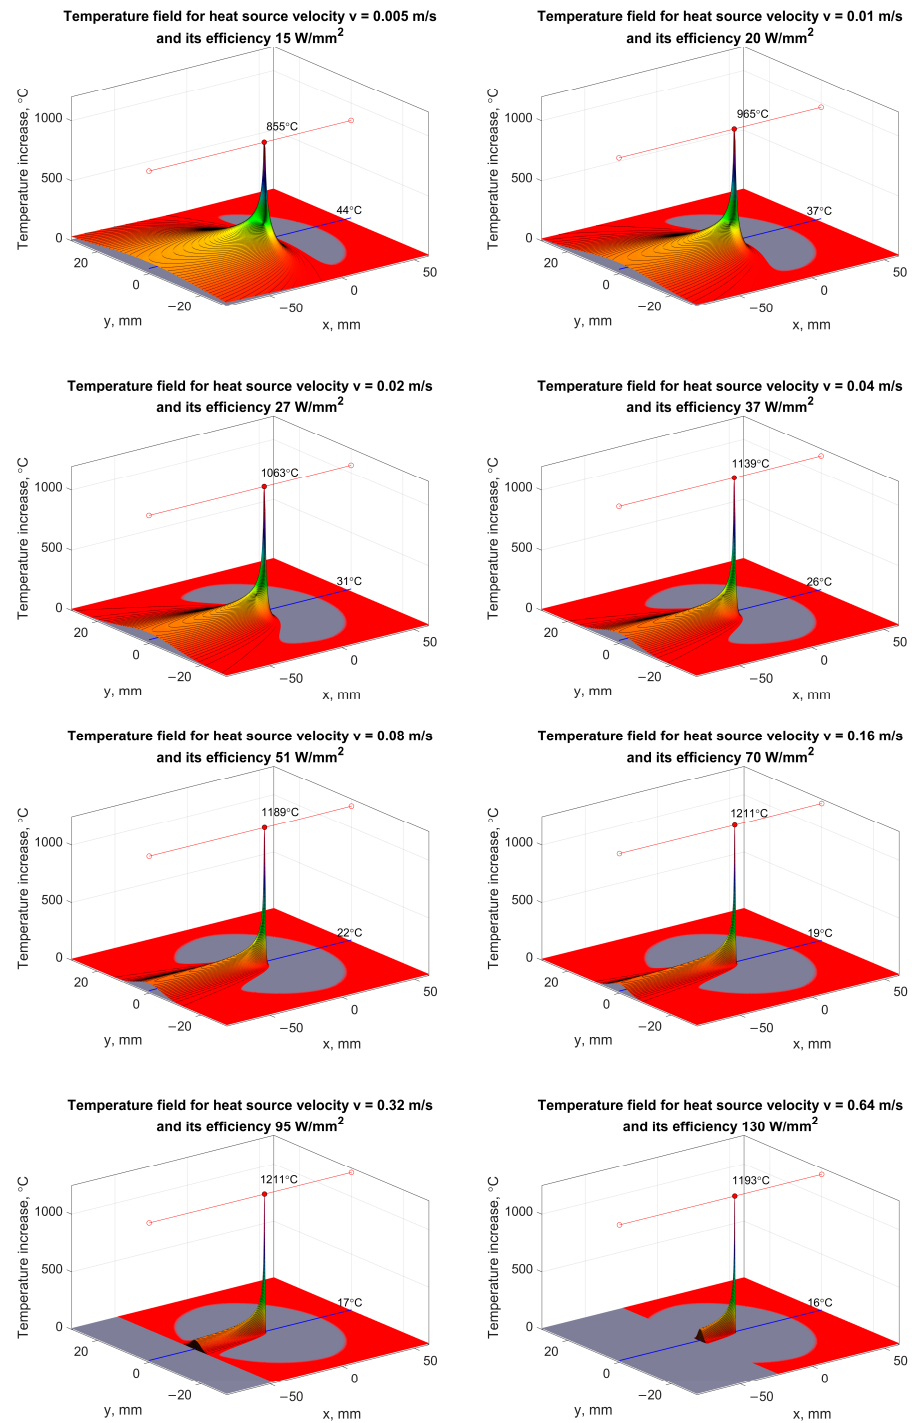 Temperature field for heat source velocity v = 0.005 m/s
and its efficiency 15 W/mm2
Temperature increase, °C
1000
500
0
855°C
44°C
20
0
−20
y, mm
−50
0
50
x, mm
Temperature field for heat source velocity v = 0.01 m/s
and its efficiency 20 W/mm2
Temperature increase, °C
1000
500
0
965°C
37°C
20
0
−20
y, mm
−50
0
50
x, mm
Temperature field for heat source velocity v = 0.02 m/s
and its efficiency 27 W/mm2
Temperature increase, °C
1000
500
0
1063°C
31°C
20
0
−20
y, mm
−50
0
50
x, mm
Temperature field for heat source velocity v = 0.04 m/s
and its efficiency 37 W/mm2
Temperature increase, °C
1000
500
0
1139°C
26°C
20
0
−20
y, mm
−50
0
50
x, mm
Temperature field for heat source velocity v = 0.08 m/s
and its efficiency 51 W/mm2
Temperature increase, °C
1000
500
0
1189°C
22°C
20
0
−20
y, mm
−50
0
50
x, mm
Temperature field for heat source velocity v = 0.16 m/s
and its efficiency 70 W/mm2
Temperature increase, °C
1000
500
0
1211°C
19°C
20
0
−20
y, mm
−50
0
50
x, mm
Temperature field for heat source velocity v = 0.32 m/s
and its efficiency 95 W/mm2
Temperature increase, °C
1000
500
0
1211°C
17°C
20
0
−20
y, mm
−50
0
50
x, mm
Temperature field for heat source velocity v = 0.64 m/s
and its efficiency 130 W/mm2
Temperature increase, °C
1000
500
0
1193°C
16°C
20
0
−20
y, mm
−50
0
50
x, mm